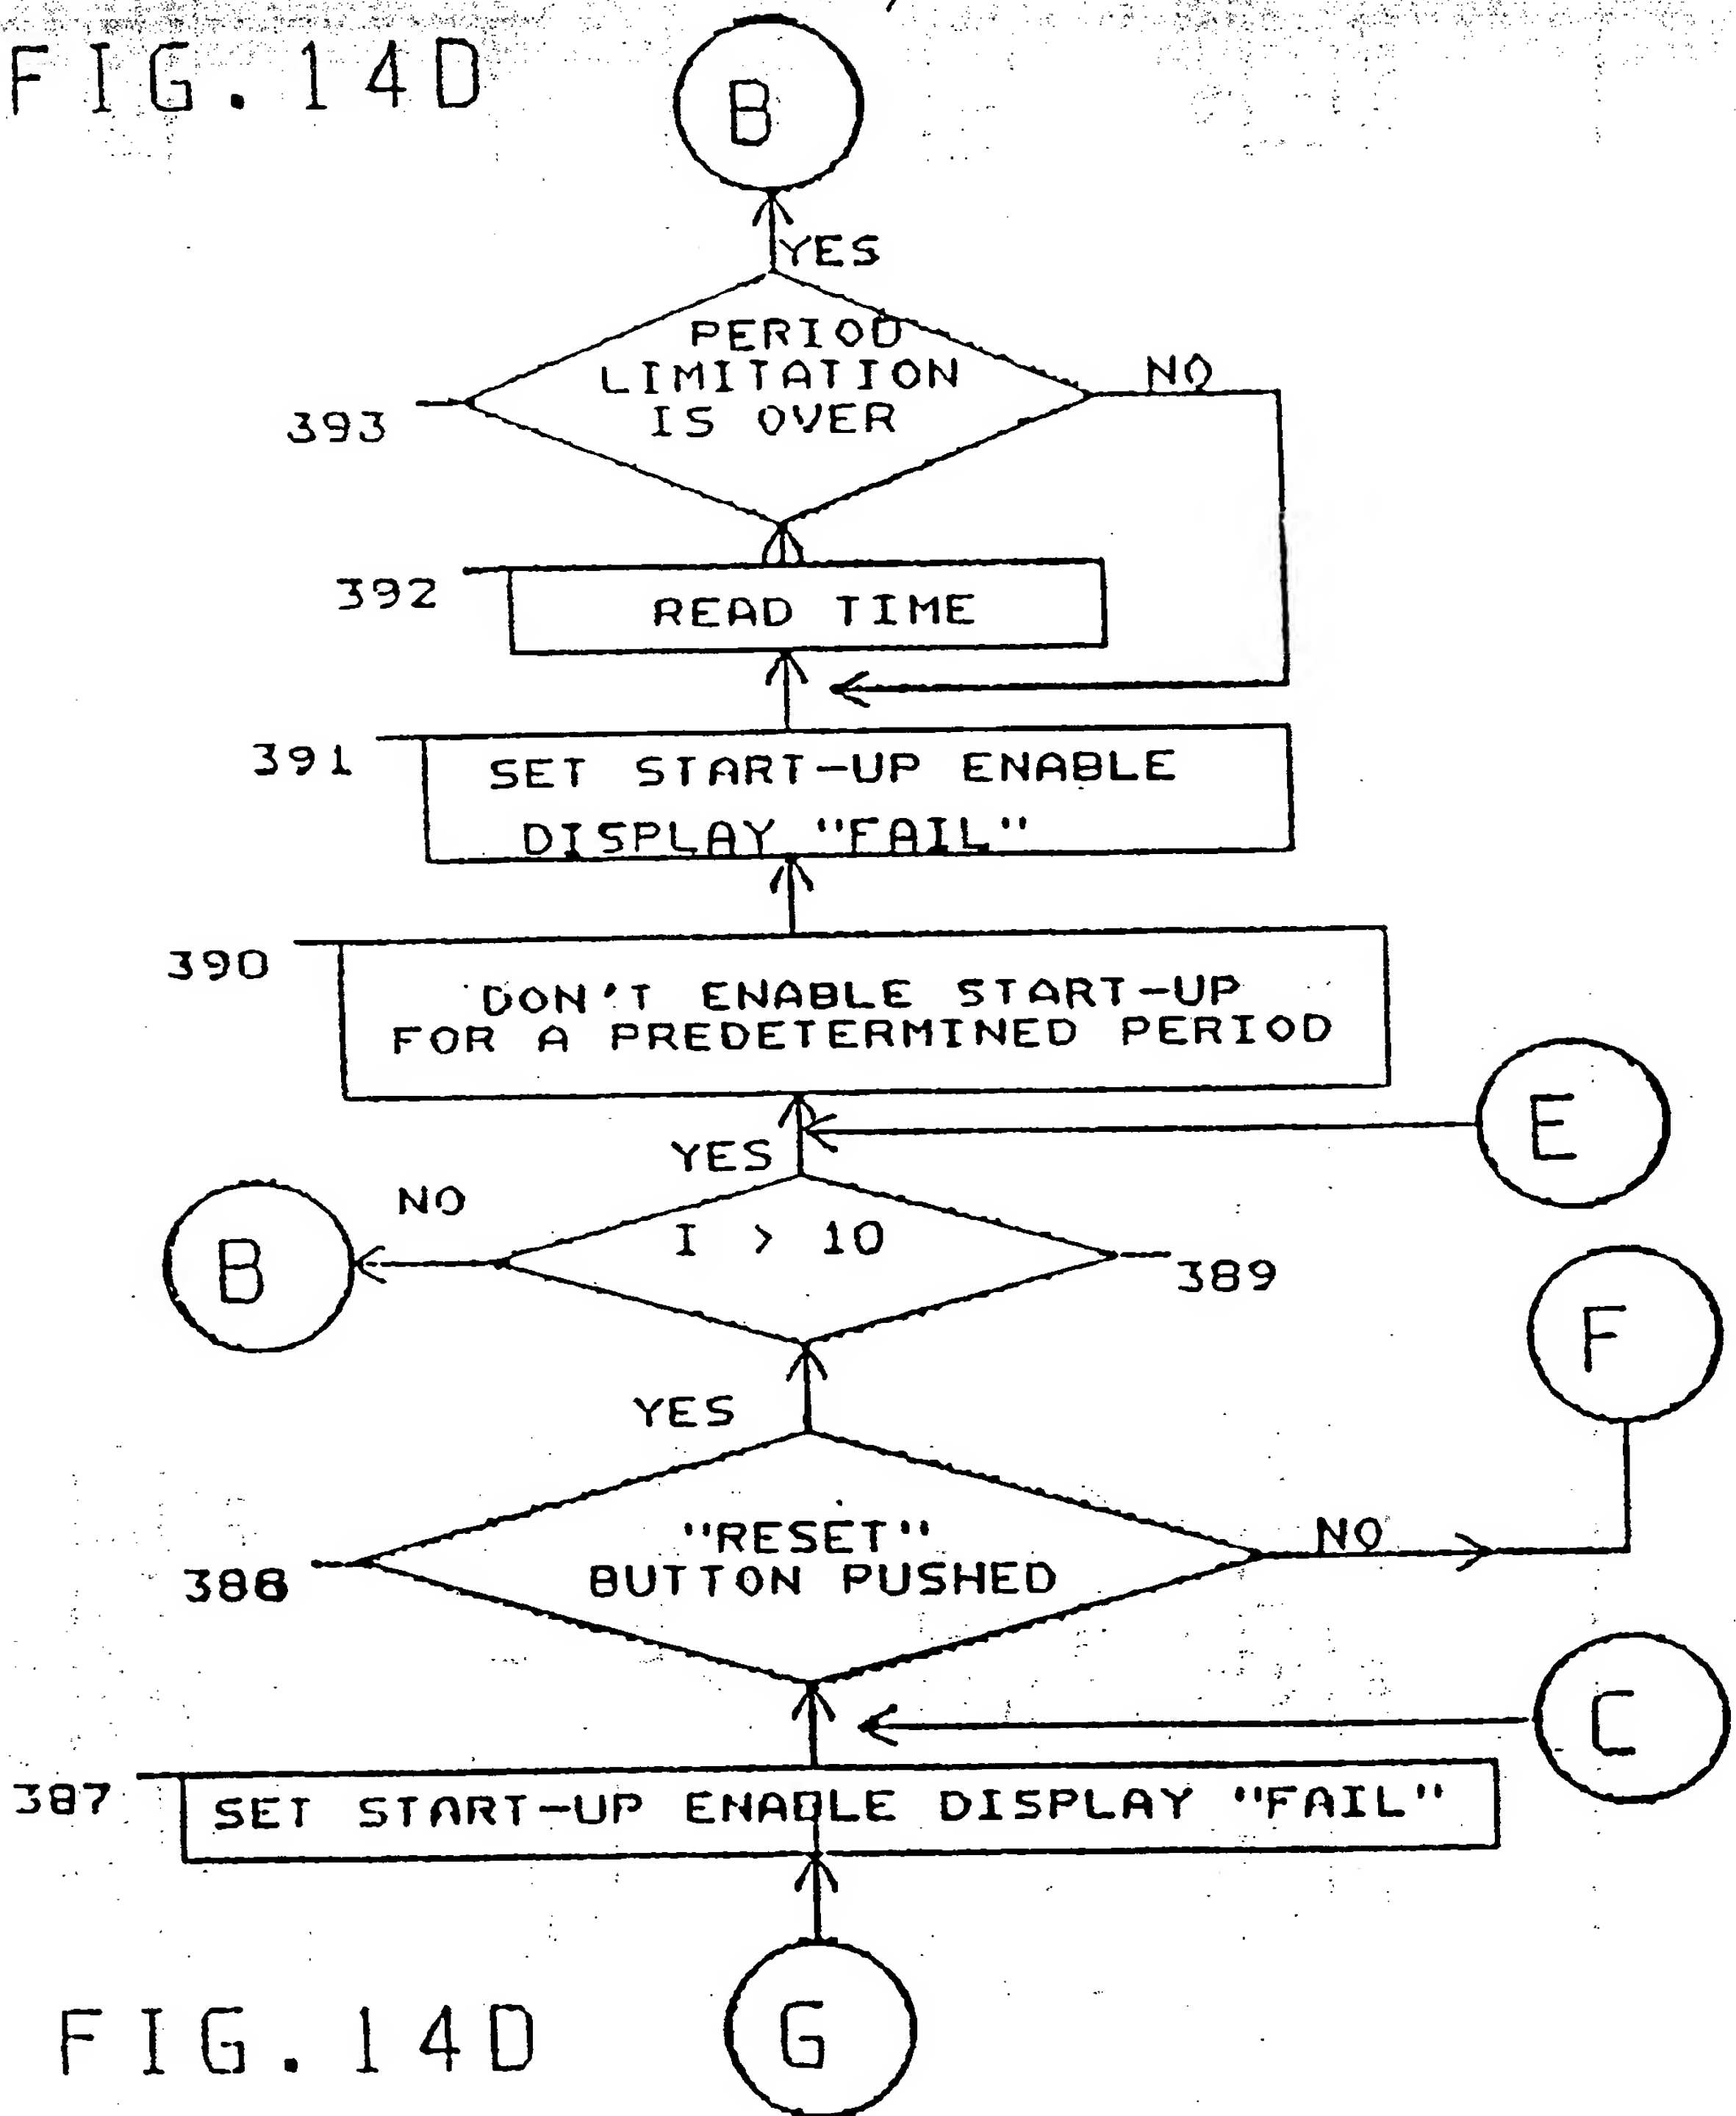 FIG. 14D
B
YES
PERIOD
LIMITATION
IS OVER
NO
393
392
READ TIME
391
SET START-UP ENABLE
DISPLAY "FAIL"
390
DON'T ENABLE START-UP
FOR A PREDETERMINED PERIOD
E
YES
NO
B
I > 10
389
F
YES
"RESET"
BUTTON PUSHED
NO
388
C
387
SET START-UP ENABLE DISPLAY "FAIL"
G
FIG. 14D